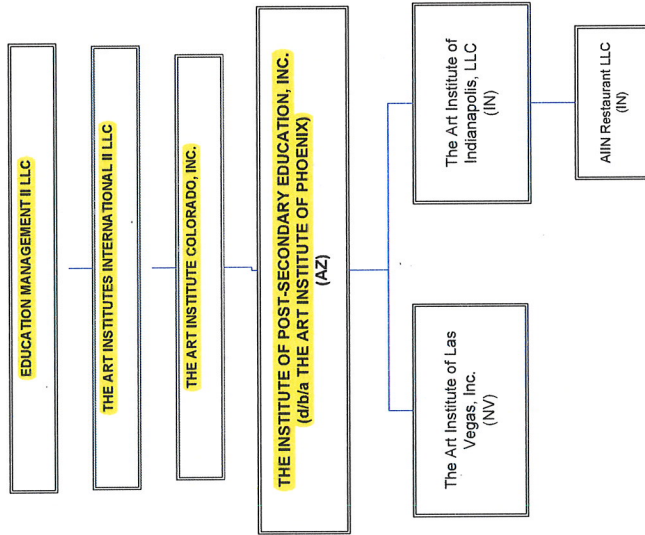 EDUCATION MANAGEMENT II LLC
THE ART INSTITUTES INTERNATIONAL II LLC
THE ART INSTITUTE COLORADO, INC.
THE INSTITUTE OF POST-SECONDARY EDUCATION, INC.
(d/b/a THE ART INSTITUTE OF PHOENIX)
(AZ)
The Art Institute of Las
Vegas, Inc.
(NV)
The Art Institute of
Indianapolis, LLC
(IN)
AIIN Restaurant LLC
(IN)